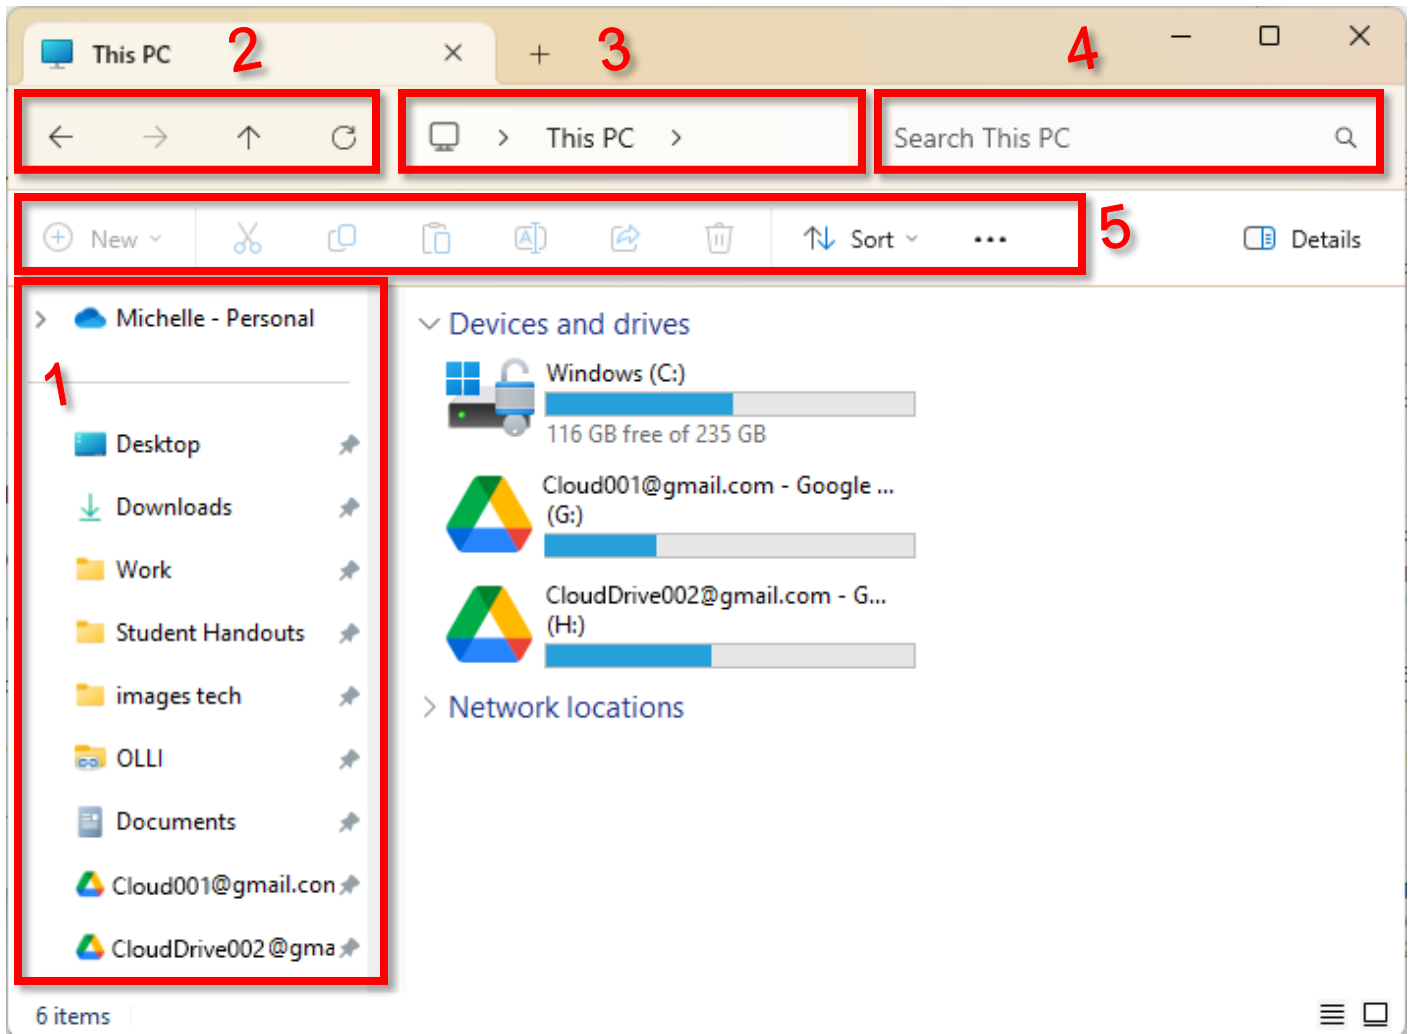 This PC
2
3
4
This PC
Search This PC
New
Sort
5
Details
Michelle - Personal
1
Desktop
Downloads
Work
Student Handouts
images tech
OLLI
Documents
Cloud001@gmail.con
CloudDrive002@gma
Devices and drives
Windows (C:)
116 GB free of 235 GB
Cloud001@gmail.com - Google ...
(G:)
CloudDrive002@gmail.com - G...
(H:)
Network locations
6 items